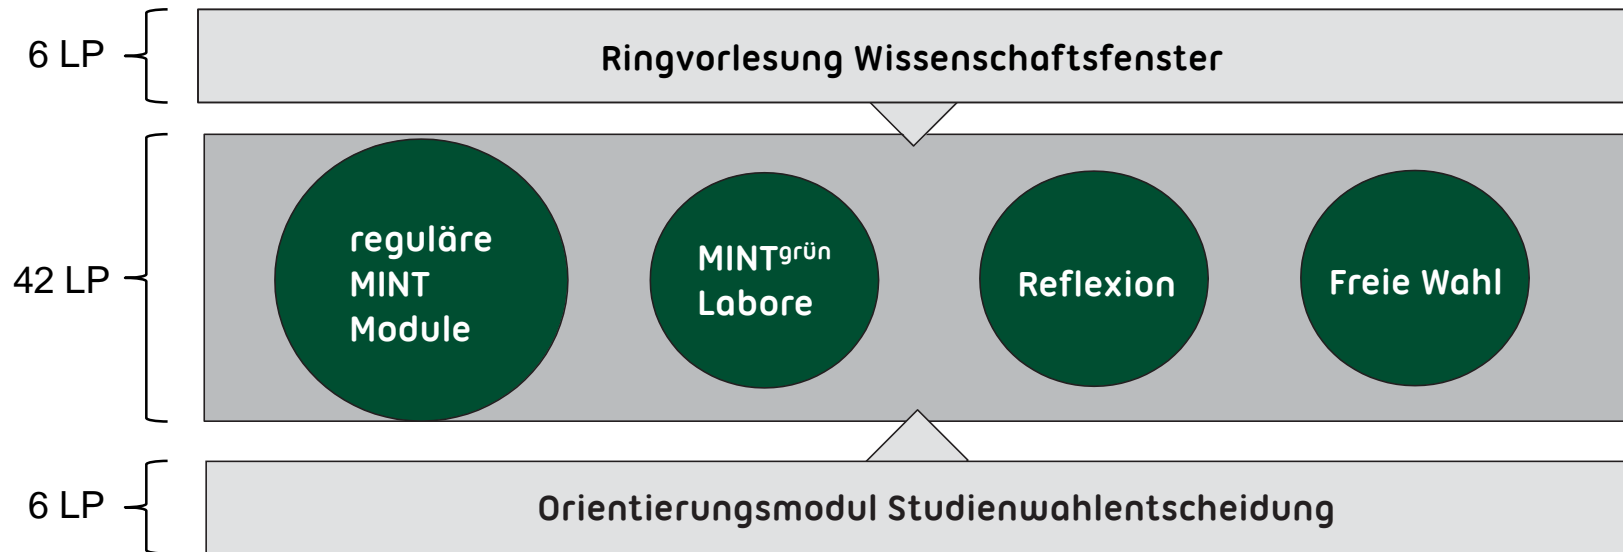 6 LP
Ringvorlesung Wissenschaftsfenster
42 LP
reguläre
MINT
Module
MINTgrün
Labore
Reflexion
Freie Wahl
6 LP
Orientierungsmodul Studienwahlentscheidung